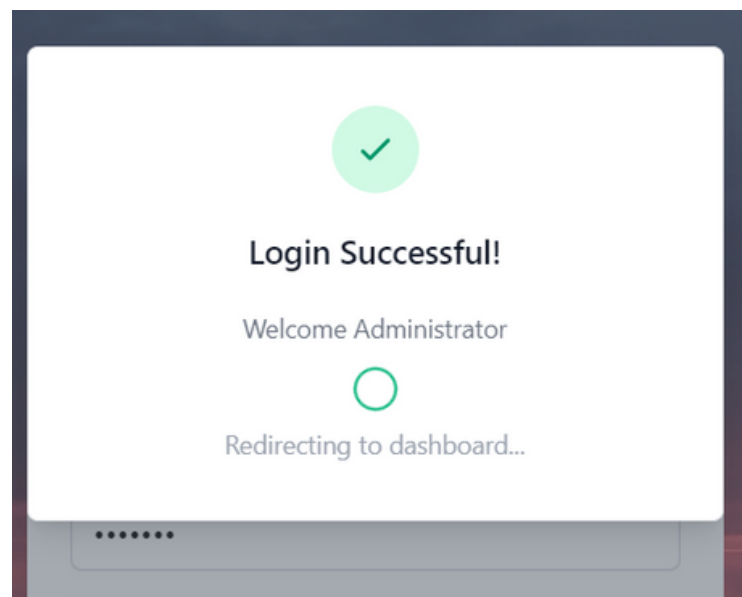 Login Successful!
Welcome Administrator
Redirecting to dashboard...
•••••••